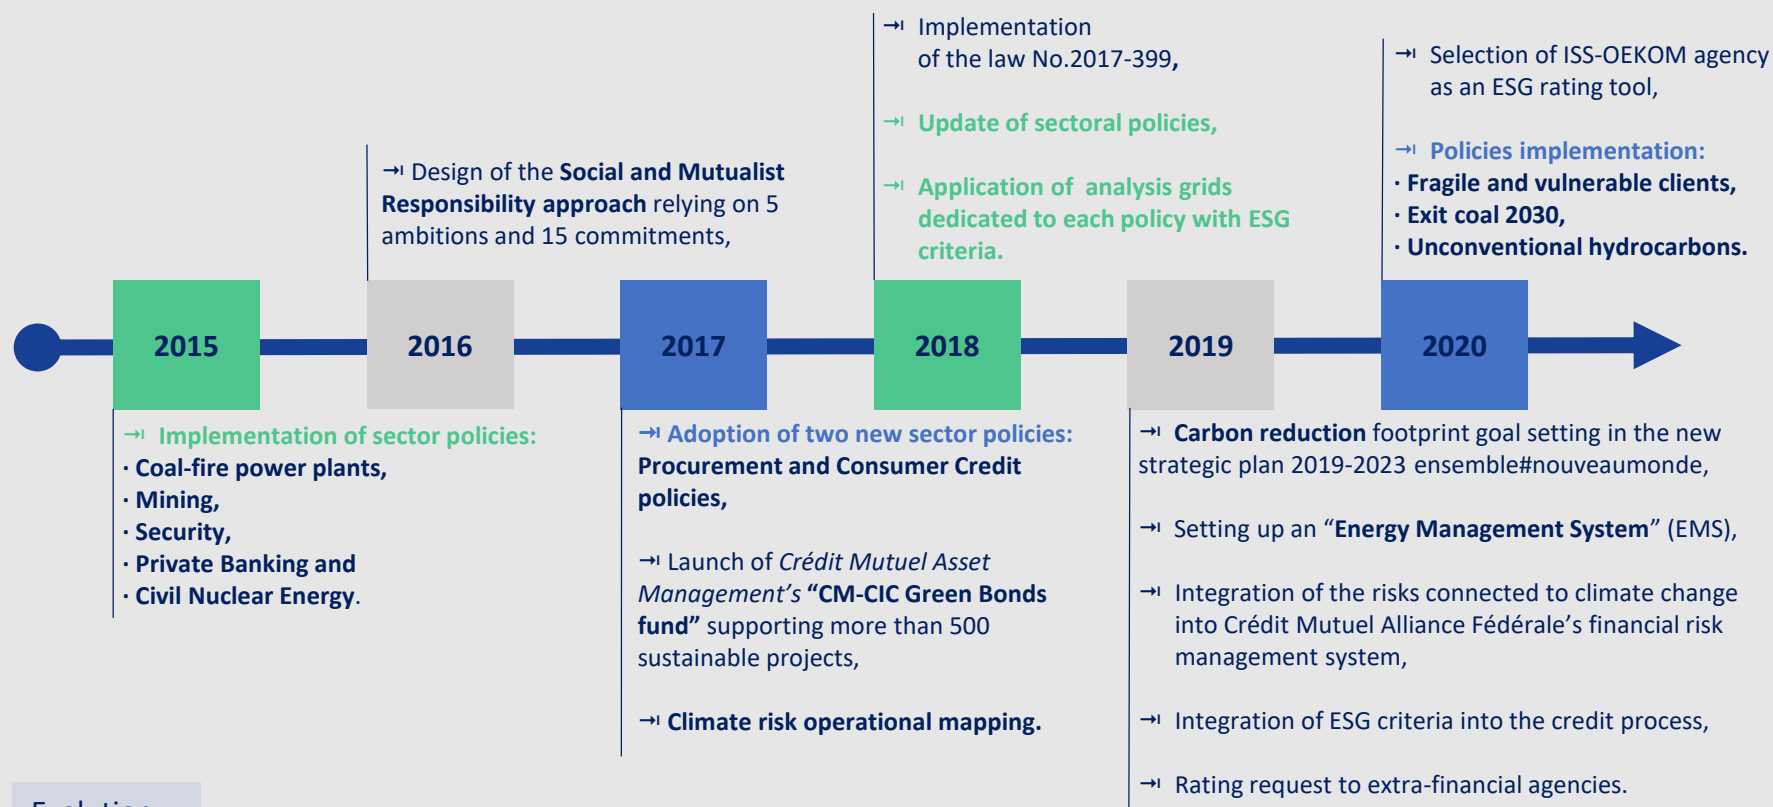 → Implementation
of the law No.2017-399,
→ Update of sectoral policies,
→ Application of analysis grids
dedicated to each policy with ESG
criteria.
→ Selection of ISS-OEKOM agency
as an ESG rating tool,
→ Policies implementation:
· Fragile and vulnerable clients,
· Exit coal 2030,
· Unconventional hydrocarbons.
→ Design of the Social and Mutualist
Responsibility approach relying on 5
ambitions and 15 commitments,
2015
2016
2017
2018
2019
2020
→ Implementation of sector policies:
· Coal-fire power plants,
· Mining,
· Security,
· Private Banking and
· Civil Nuclear Energy.
→ Adoption of two new sector policies:
Procurement and Consumer Credit
policies,
→ Launch of Crédit Mutuel Asset
Management's “CM-CIC Green Bonds
fund” supporting more than 500
sustainable projects,
→ Climate risk operational mapping.
→ Carbon reduction footprint goal setting in the new
strategic plan 2019-2023 ensemble#nouveaumonde,
→ Setting up an “Energy Management System” (EMS),
→ Integration of the risks connected to climate change
into Crédit Mutuel Alliance Fédérale’s financial risk
management system,
→ Integration of ESG criteria into the credit process,
→ Rating request to extra-financial agencies.